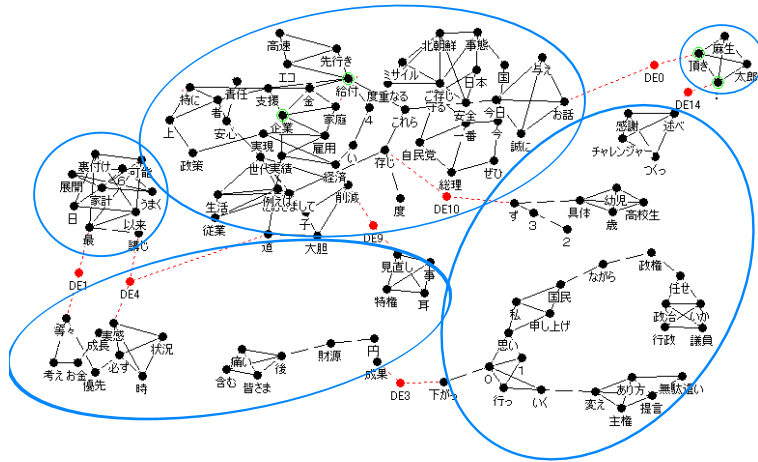 高速
先行き
エコ
北朝鮮
事態
ミサイル
日本
国
与え
DE0
麻生
頂き
太郎
DE14
特に
責任
支援
金
給付
度重なる
ご存じ
守る
者
家庭
4
これら
安全
今日
お話
上
安心
企業
一番
今
誠に
感謝
述べ
実現
雇用
い
自民党
チャレンジャー
つくっ
政策
世代
実績
経済
存じ
総理
ぜひ
裏付け
可能
展開
家計
うまく
日
以来
最
講じ
生活
例えば
まして
削減
子
度
DE10
従業
道
大胆
DE9
ず
3
2
具体
幼児
歳
高校生
DE1
DE4
見直し
事
特権
耳
政権
ながら
任せ
国民
私
申し上げ
思い
政治
いか
行政
議員
等々
成長
実感
状況
考え
お金
必ず
優先
時
痛い
後
含む
皆さま
財源
円
成果
DE3
下がっ
0
1
行っ
いく
あり方
無駄遣い
変え
提言
主権